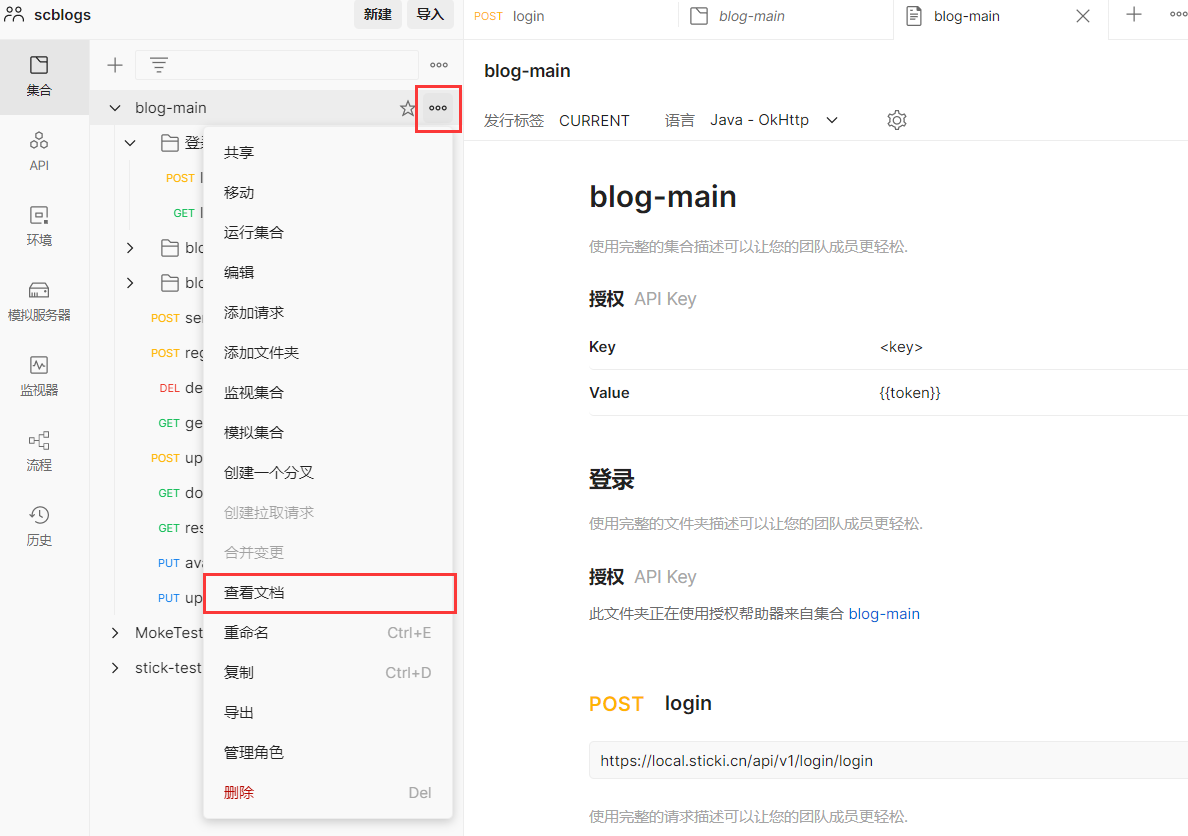 scblogs
新建
导入
集合
API
环境
模拟服务器
监视器
流程
历史
blog-main
POST
GET
POST
POST reg
DEL de
GET ge
POST up
GET do
GET res
PUT ava
PUT up
MokeTest
stick-test
共享
移动
运行集合
编辑
添加请求
添加文件夹
监视集合
模拟集合
创建一个分叉
创建拉取请求
合并变更
查看文档
重命名 Ctrl+E
复制 Ctrl+D
导出
管理角色
删除 Del
POST login
blog-main
blog-main
blog-main
发行标签 CURRENT 语言 Java - OkHttp
blog-main
使用完整的集合描述可以让您的团队成员更轻松.
授权 API Key
Key <key>
Value {{token}}
登录
使用完整的文件夹描述可以让您的团队成员更轻松.
授权 API Key
此文件夹正在使用授权帮助器来自集合 blog-main
POST login
https://local.sticki.cn/api/v1/login/login
使用完整的请求描述可以让您的团队成员更轻松.